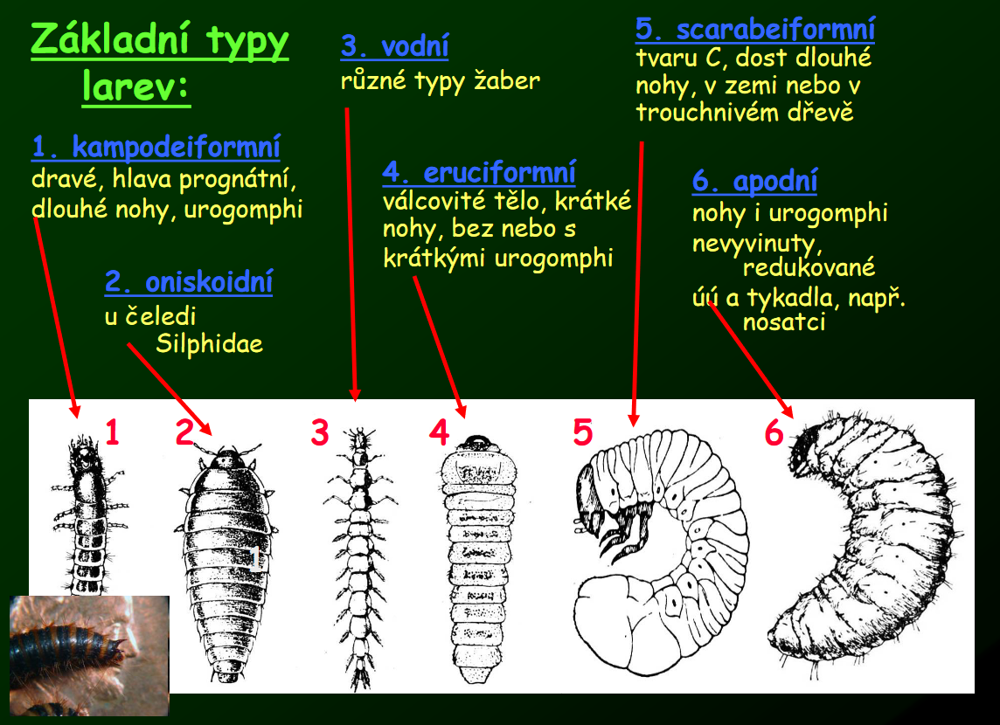 Základní typy
larev:
1. kampodeiformní
dravé, hlava prognátní,
dlouhé nohy, urogomphi
2. oniskoidní
u čeledi
Silphidae
3. vodní
různé typy žaber
4. eruciformní
válcovité tělo, krátké
nohy, bez nebo s
krátkými urogomphi
5. scarabeiformní
tvaru C, dost dlouhé
nohy, v zemi nebo v
trouchnivém dřevě
6. apodní
nohy i urogomphi
nevyvinuty,
redukované
úú a tykadla, např.
nosatci
1 2 3 4 5 6
1